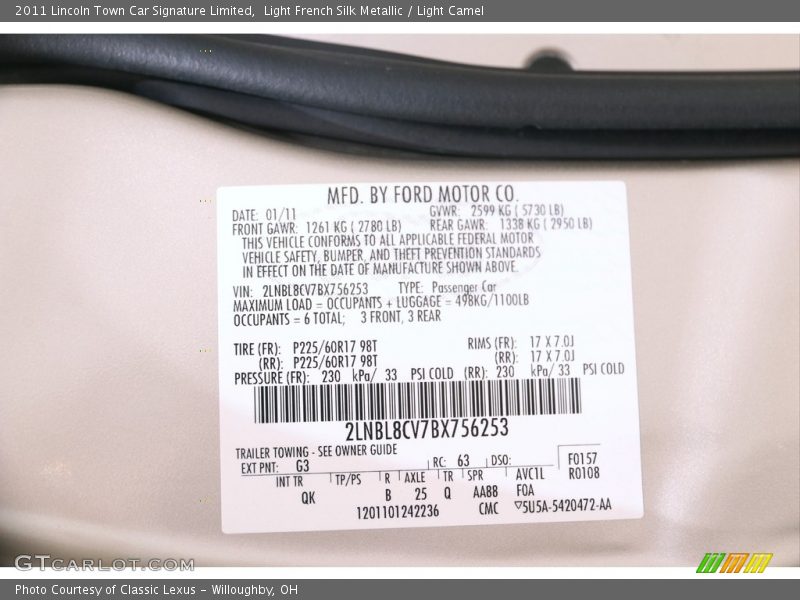 2011 Lincoln Town Car Signature Limited, Light French Silk Metallic / Light Camel
MFD. BY FORD MOTOR CO.
DATE: 01/11 GVWR: 2599 KG ( 5730 LB)
FRONT GAWR: 1261 KG ( 2780 LB) REAR GAWR: 1338 KG ( 2950 LB)
THIS VEHICLE CONFORMS TO ALL APPLICABLE FEDERAL MOTOR
VEHICLE SAFETY, BUMPER, AND THEFT PREVENTION STANDARDS
IN EFFECT ON THE DATE OF MANUFACTURE SHOWN ABOVE.
VIN: 2LNBL8CV7BX756253 TYPE: Passenger Car
MAXIMUM LOAD = OCCUPANTS + LUGGAGE = 498KG/1100LB
OCCUPANTS = 6 TOTAL; 3 FRONT, 3 REAR
TIRE (FR): P225/60R17 98T RIMS (FR): 17 X 7.0J
(RR): P225/60R17 98T (RR): 17 X 7.0J
PRESSURE (FR): 230 kPa/ 33 PSI COLD (RR): 230 kPa/ 33 PSI COLD
2LNBL8CV7BX756253
TRAILER TOWING - SEE OWNER GUIDE
EXT PNT: G3 RC: 63 DSO: F0157
INT TR TP/PS R AXLE TR SPR AVC1L R0108
QK B 25 Q AA88 FOA
1201101242236 CMC ▽5U5A-5420472-AA
GTCARLOT.COM
Photo Courtesy of Classic Lexus - Willoughby, OH